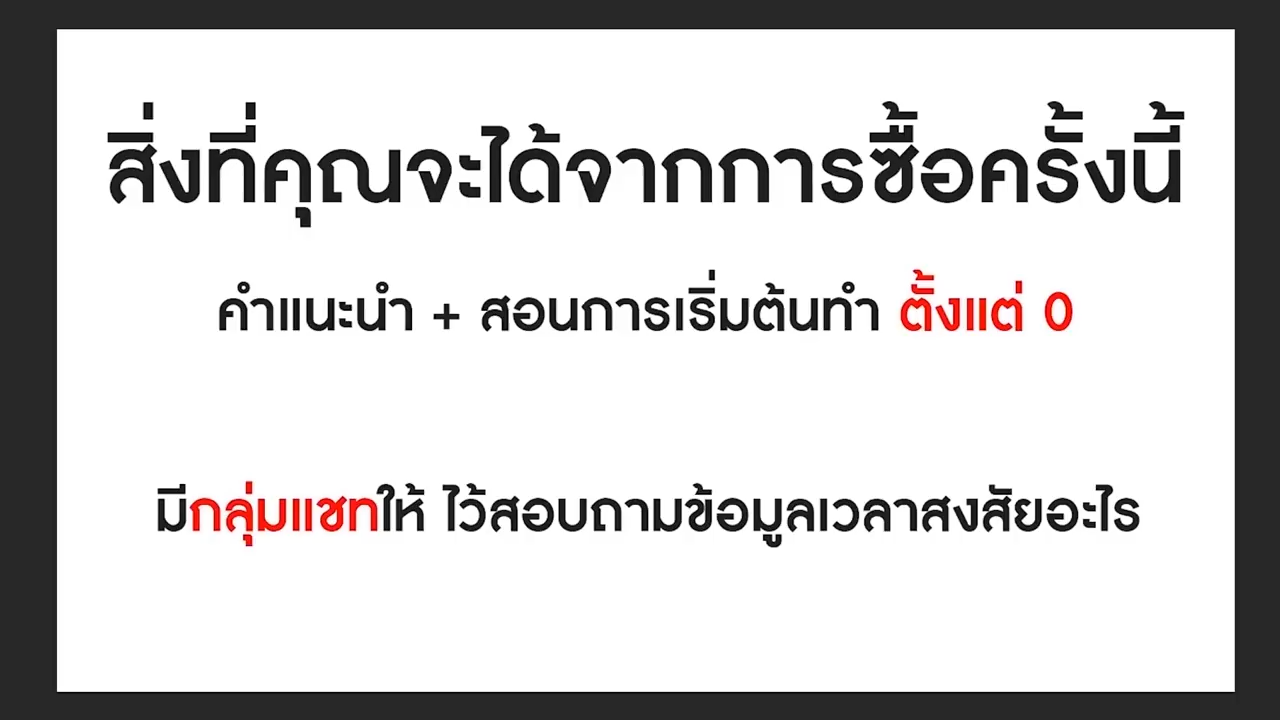 สิ่งที่คุณจะได้จากการซื้อครั้งนี้
คำแนะนำ + สอนการเริ่มต้นทำ ตั้งแต่ 0
มีกลุ่มแชทให้ ไว้สอบถามข้อมูลเวลาสงสัยอะไร